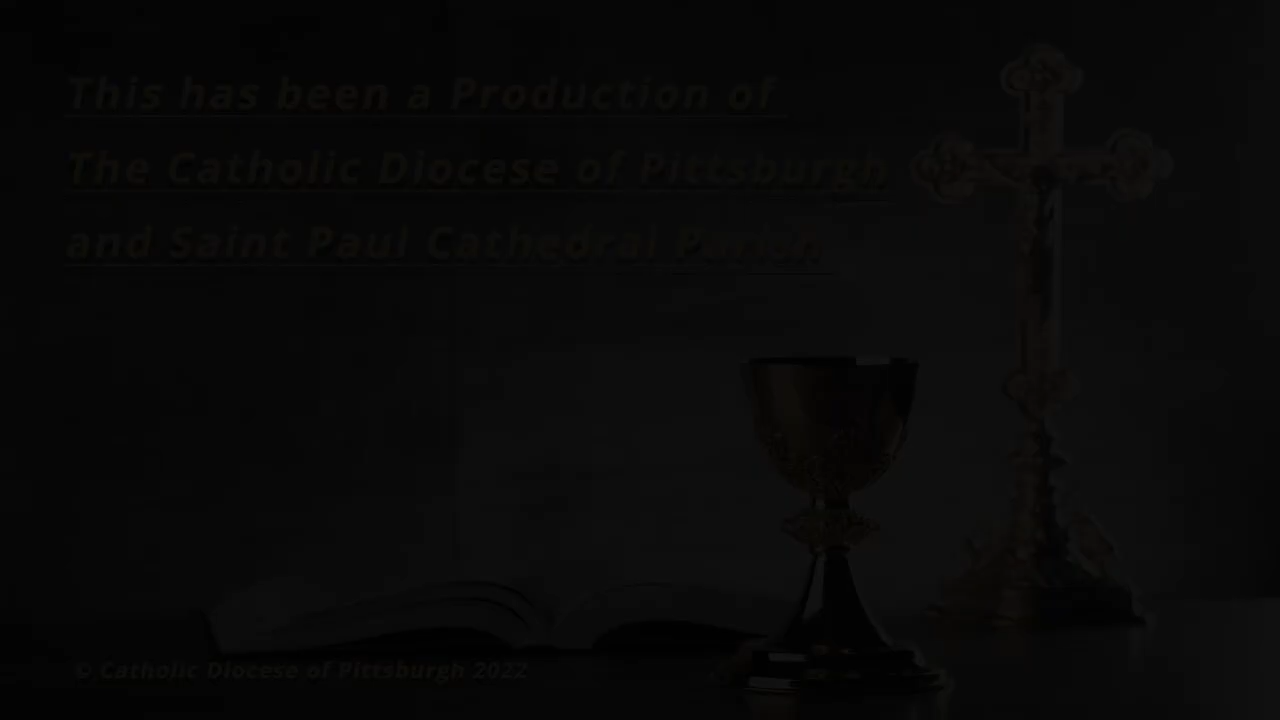 This has been a Production of
The Catholic Diocese of Pittsburgh
and Saint Paul Cathedral Parish
© Catholic Diocese of Pittsburgh 2022